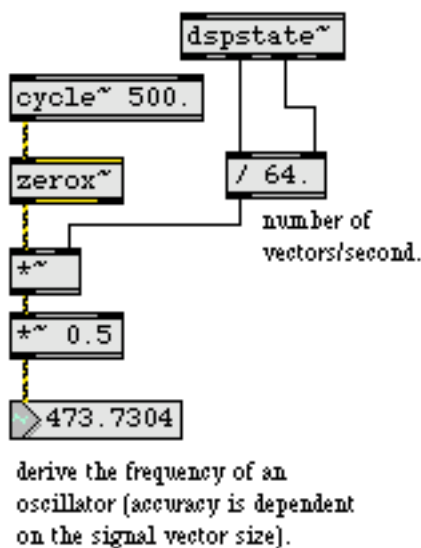 dspstate~
cycle~ 500.
zerox~
/ 64.
number of
vectors/second.
*~
*~ 0.5
473.7304
derive the frequency of an
oscillator (accuracy is dependent
on the signal vector size).